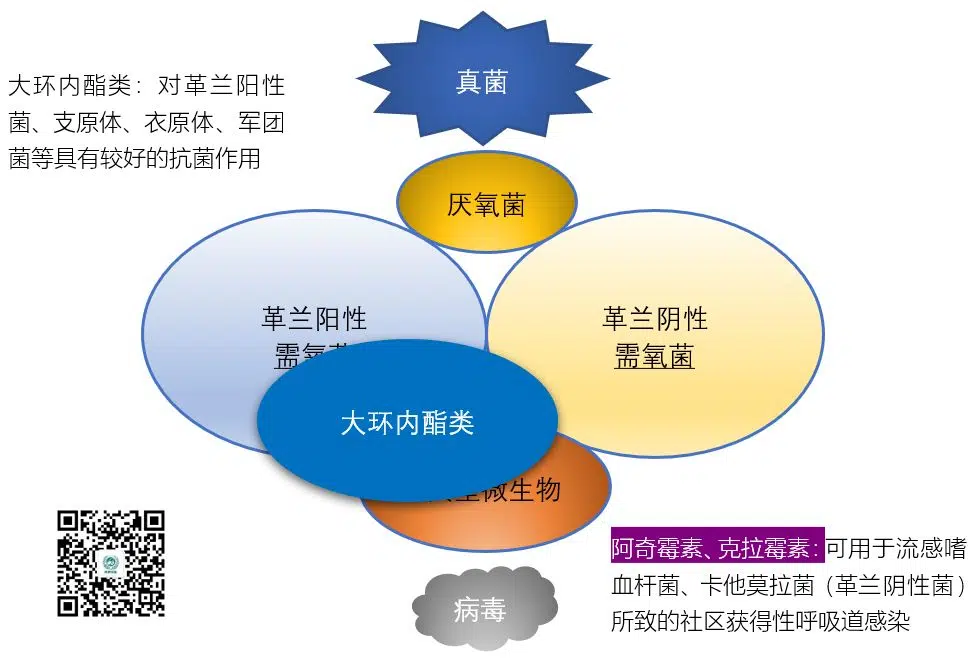 真菌
大环内酯类：对革兰阳性
菌、支原体、衣原体、军团
菌等具有较好的抗菌作用
厌氧菌
革兰阳性
需氧
革兰阴性
需氧菌
大环内酯类
微生物
阿奇霉素、克拉霉素：可用于流感嗜
血杆菌、卡他莫拉菌（革兰阴性菌）
所致的社区获得性呼吸道感染
病毒